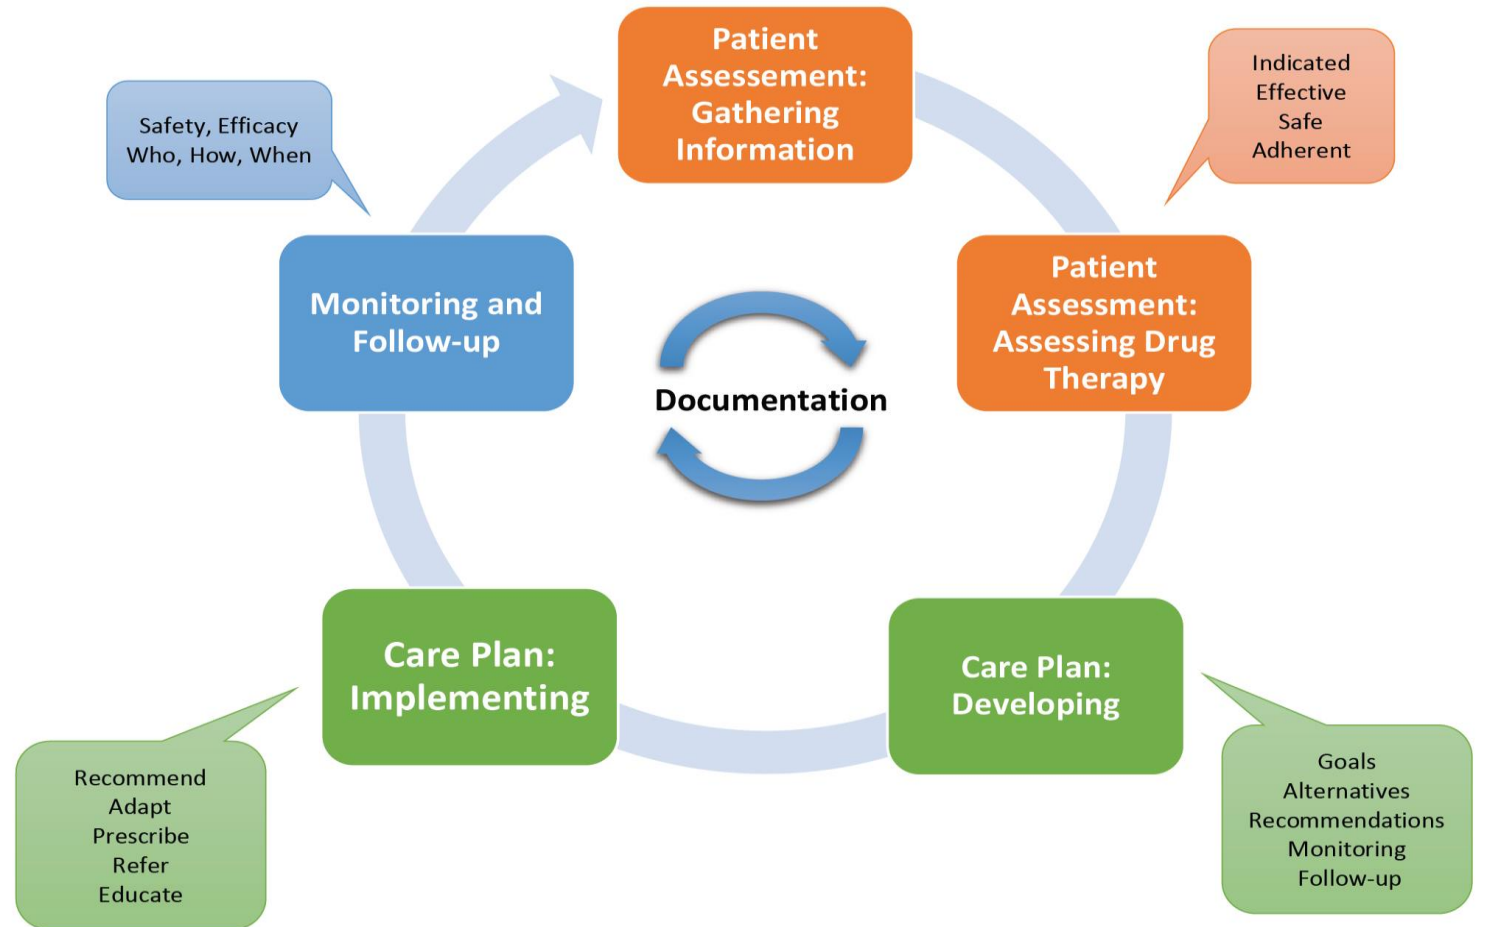 Patient
Assessement:
Gathering
Information
Indicated
Effective
Safe
Adherent
Patient
Assessment:
Assessing Drug
Therapy
Care Plan:
Developing
Goals
Alternatives
Recommendations
Monitoring
Follow-up
Care Plan:
Implementing
Recommend
Adapt
Prescribe
Refer
Educate
Monitoring and
Follow-up
Safety, Efficacy
Who, How, When
Documentation